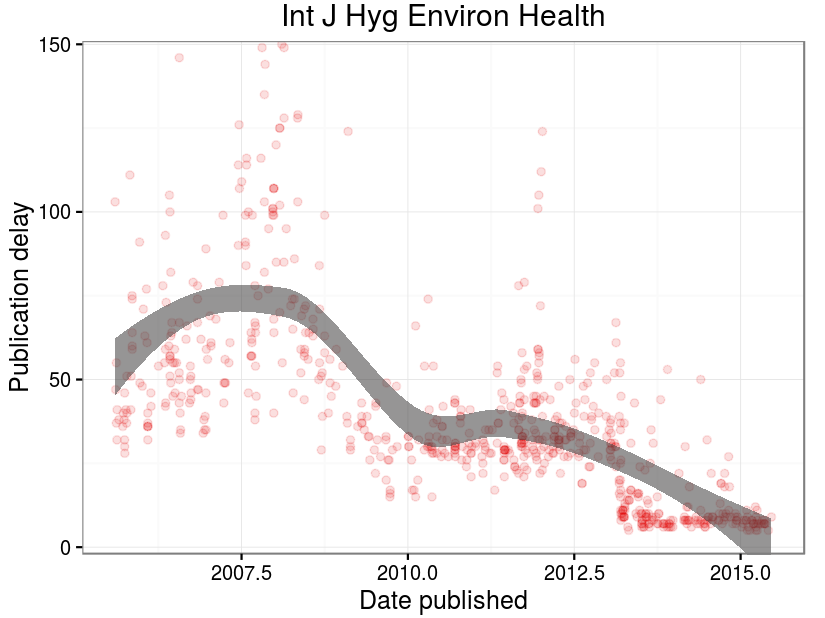 Int J Hyg Environ Health
150
100
50
0
Publication delay
2007.5 2010.0 2012.5 2015.0
Date published